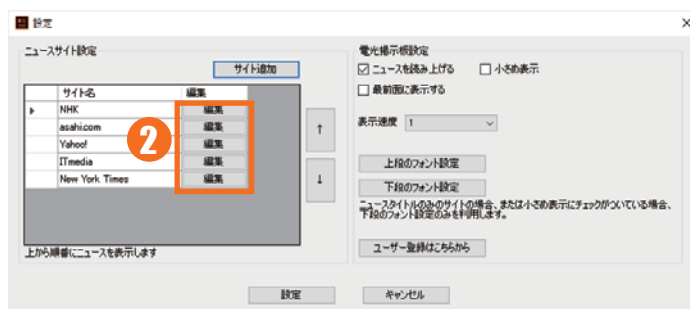 設定
ニュースサイト設定
サイト追加
サイト名 編集
NHK 編集
asahi.com 編集
Yahoo! 編集
ITmedia 編集
New York Times 編集
2
↑
↓
上から順番にニュースを表示します
電光掲示板設定
ニュースを読み上げる 小さめ表示
最前面に表示する
表示速度 1
上段のフォント設定
下段のフォント設定
ニュースタイトルのみのサイトの場合、または小さめ表示にチェックがついている場合、
下段のフォント設定のみを利用します。
ユーザー登録はこちらから
設定 キャンセル